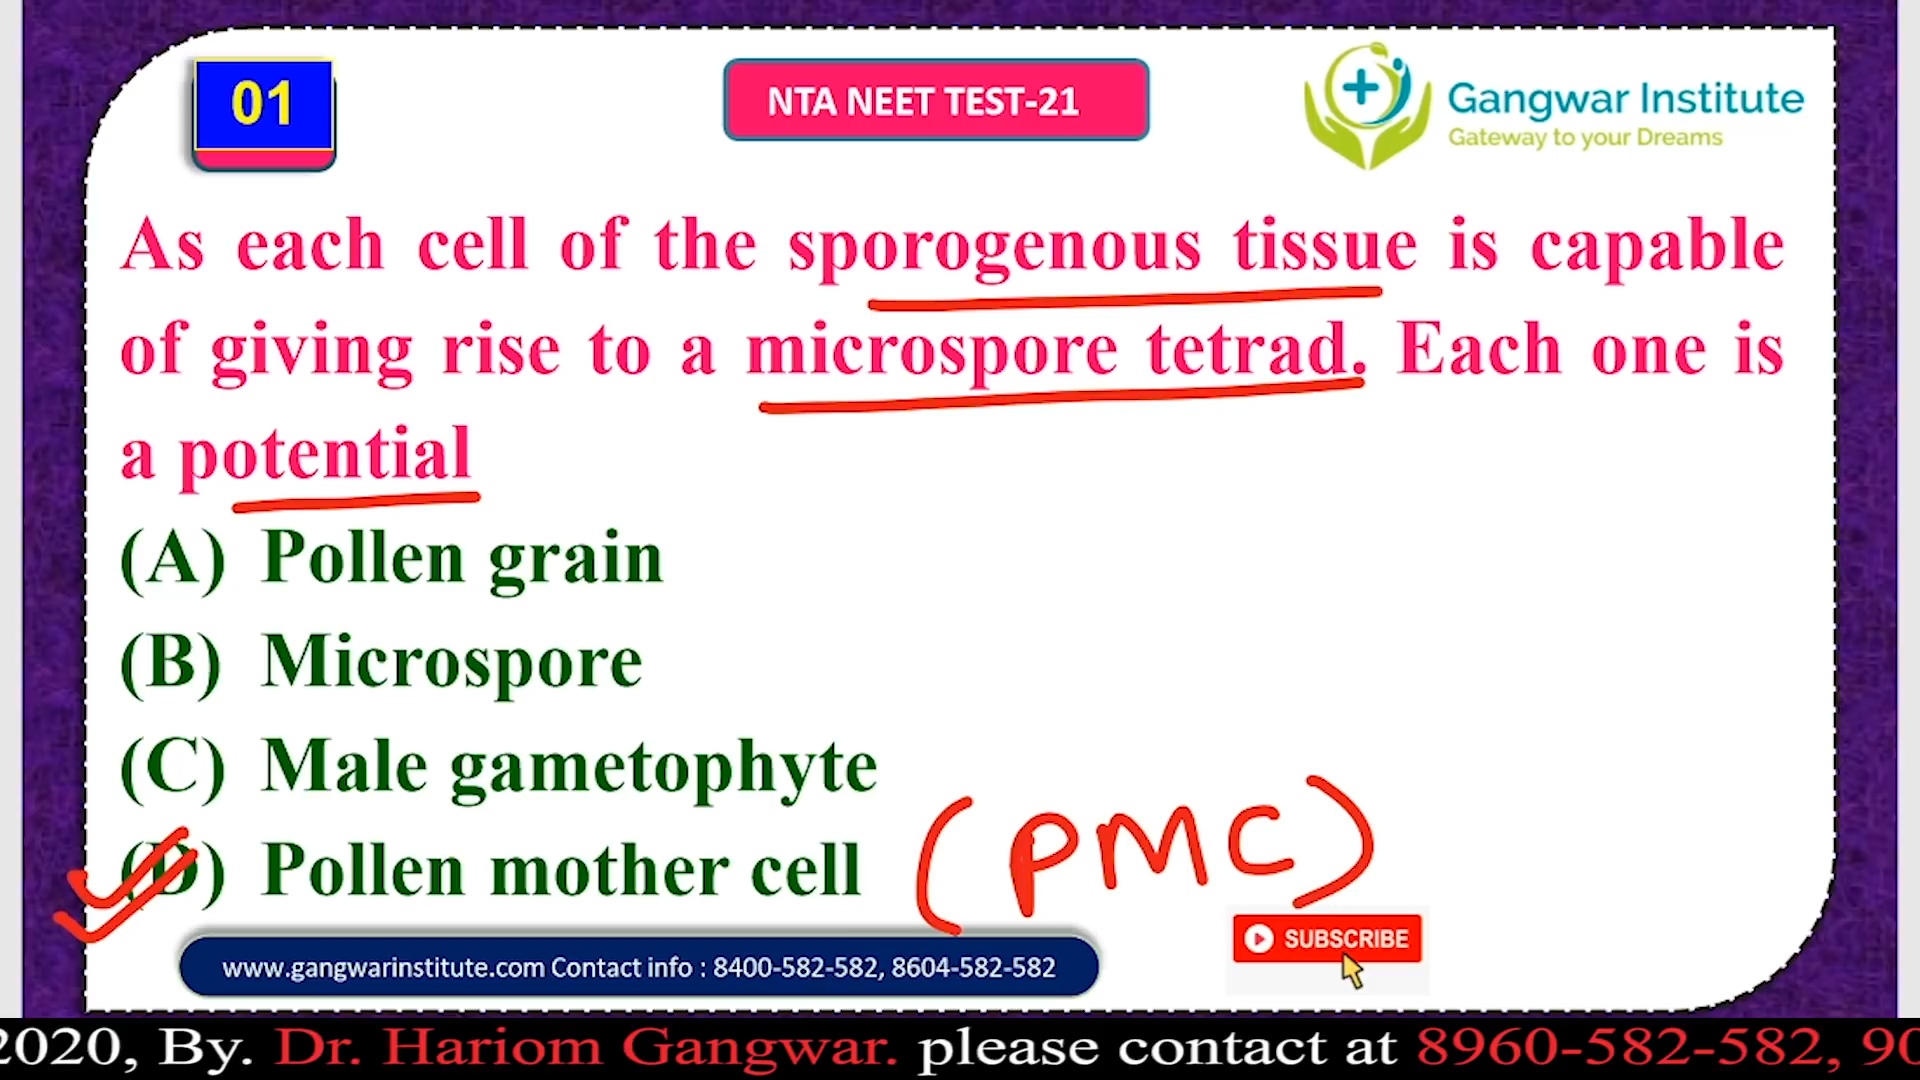 01
NTA NEET TEST-21
Gangwar Institute
Gateway to your Dreams
As each cell of the sporogenous tissue is capable
of giving rise to a microspore tetrad. Each one is
a potential
(A) Pollen grain
(B) Microspore
(C) Male gametophyte
(D) Pollen mother cell (PMC)
www.gangwarinstitute.com Contact info : 8400-582-582, 8604-582-582
SUBSCRIBE
2020, By. Dr. Hariom Gangwar. please contact at 8960-582-582, 90